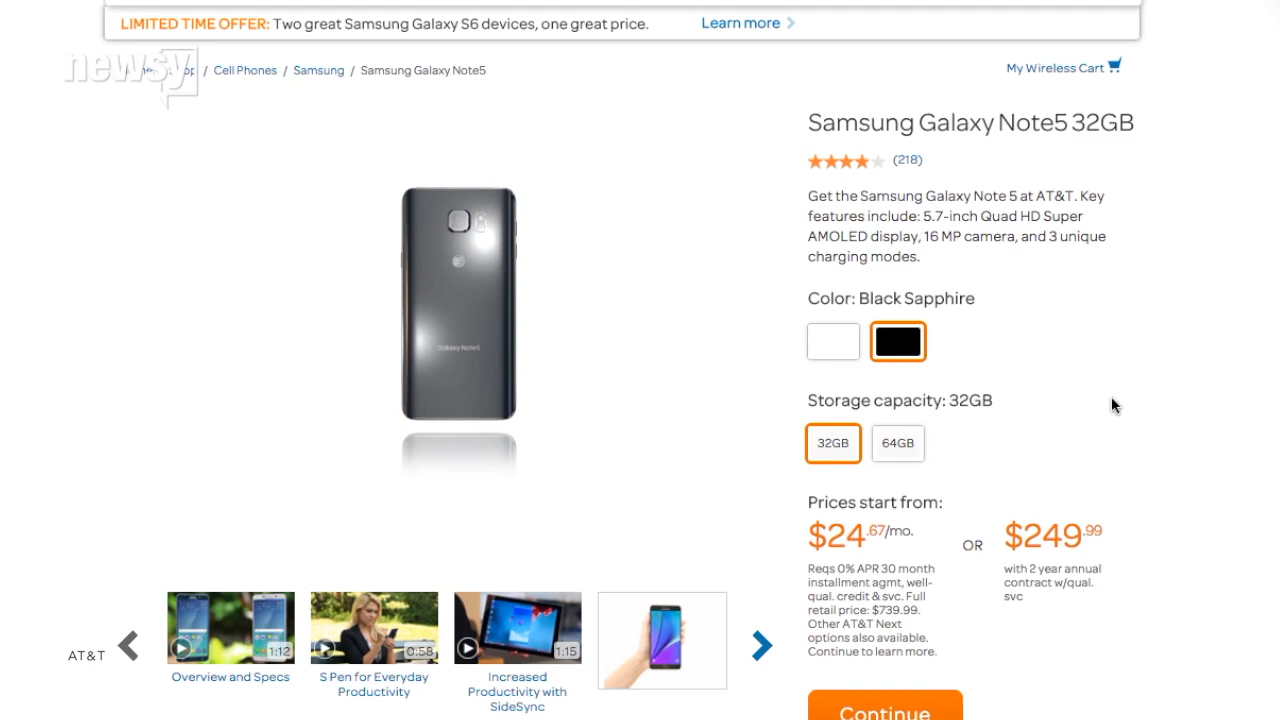 LIMITED TIME OFFER: Two great Samsung Galaxy S6 devices, one great price.
Learn more
newsy
/ Cell Phones / Samsung / Samsung Galaxy Note5
My Wireless Cart
Samsung Galaxy Note5 32GB
(218)
Get the Samsung Galaxy Note 5 at AT&T. Key
features include: 5.7-inch Quad HD Super
AMOLED display, 16 MP camera, and 3 unique
charging modes.
Color: Black Sapphire
Galaxy Note5
Storage capacity: 32GB
32GB
64GB
Prices start from:
$24.67/mo.
OR
$249.99
Reqs 0% APR 30 month
installment agmt, well-
qual. credit & svc. Full
retail price: $739.99.
Other AT&T Next
options also available.
Continue to learn more.
with 2 year annual
contract w/qual.
svc
AT&T
1:12
0:58
1:15
Overview and Specs
S Pen for Everyday
Productivity
Increased
Productivity with
SideSync
Continue